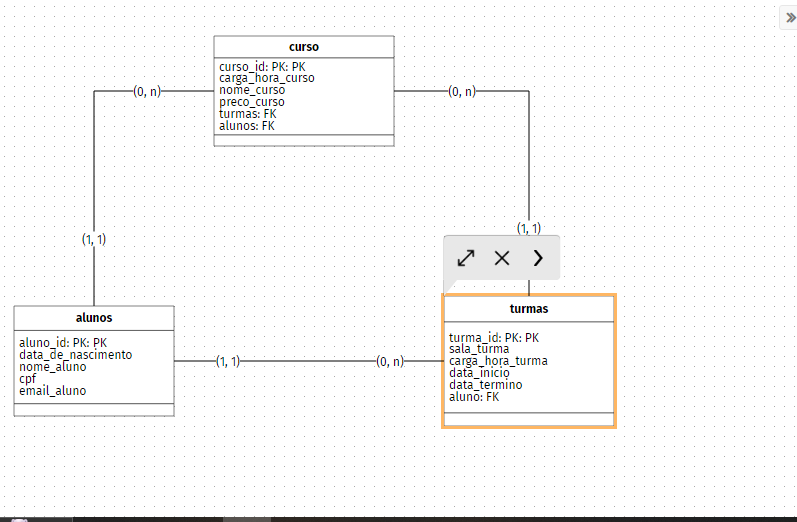 curso
curso_id: PK: PK
carga_hora_curso
nome_curso
preco_curso
turmas: FK
alunos: FK
(0, n)
(0, n)
(1, 1)
(1, 1)
alunos
aluno_id: PK: PK
data_de_nascimento
nome_aluno
cpf
email_aluno
(1, 1)
(0, n)
turmas
turma_id: PK: PK
sala_turma
carga_hora_turma
data_inicio
data_termino
aluno: FK